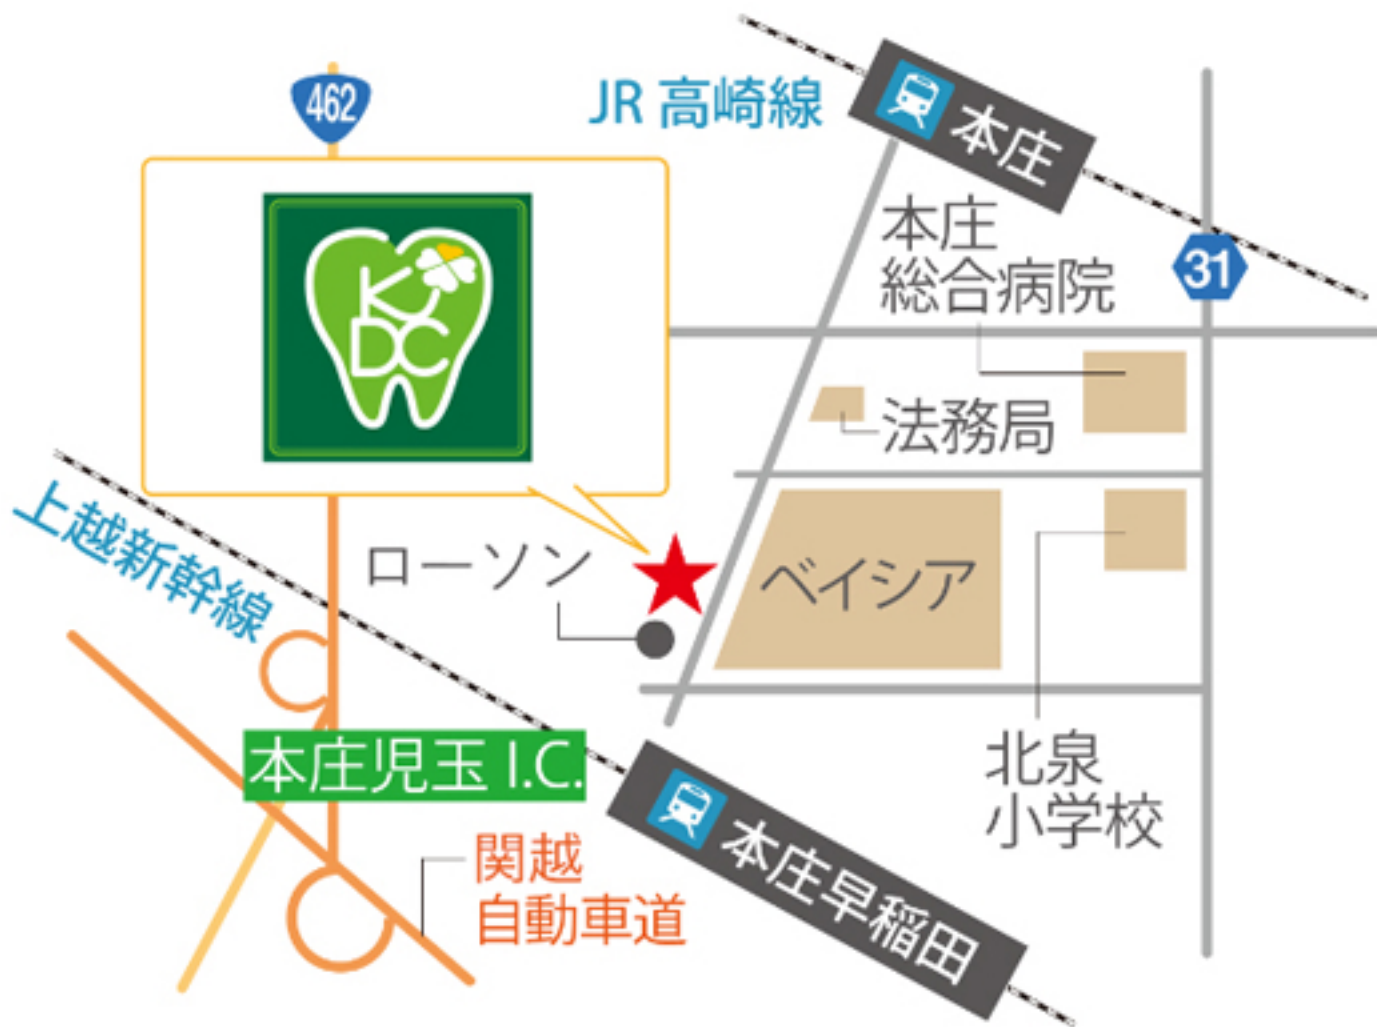 462
JR 高崎線
本庄
本庄
総合病院
31
KJ
DC
法務局
上越新幹線
ローソン
ベイシア
本庄児玉 I.C.
北泉
小学校
関越
自動車道
本庄早稲田